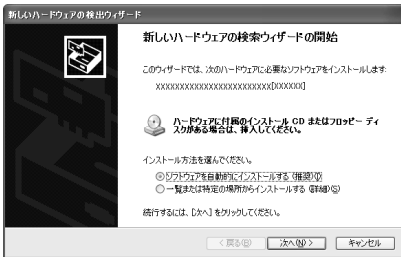 新しいハードウェアの検出ウィザード
新しいハードウェアの検索ウィザードの開始
このウィザードでは、次のハードウェアに必要なソフトウェアをインストールします:
XXXXXXXXXXXXXXXXXXXXXXXX[XXXXXX]
ハードウェアに付属のインストール CD またはフロッピー ディ
スクがある場合は、挿入してください。
インストール方法を選んでください。
ソフトウェアを自動的にインストールする (推奨)(I)
一覧または特定の場所からインストールする (詳細)(S)
続行するには、[次へ] をクリックしてください。
< 戻る(B) 次へ(N) > キャンセル